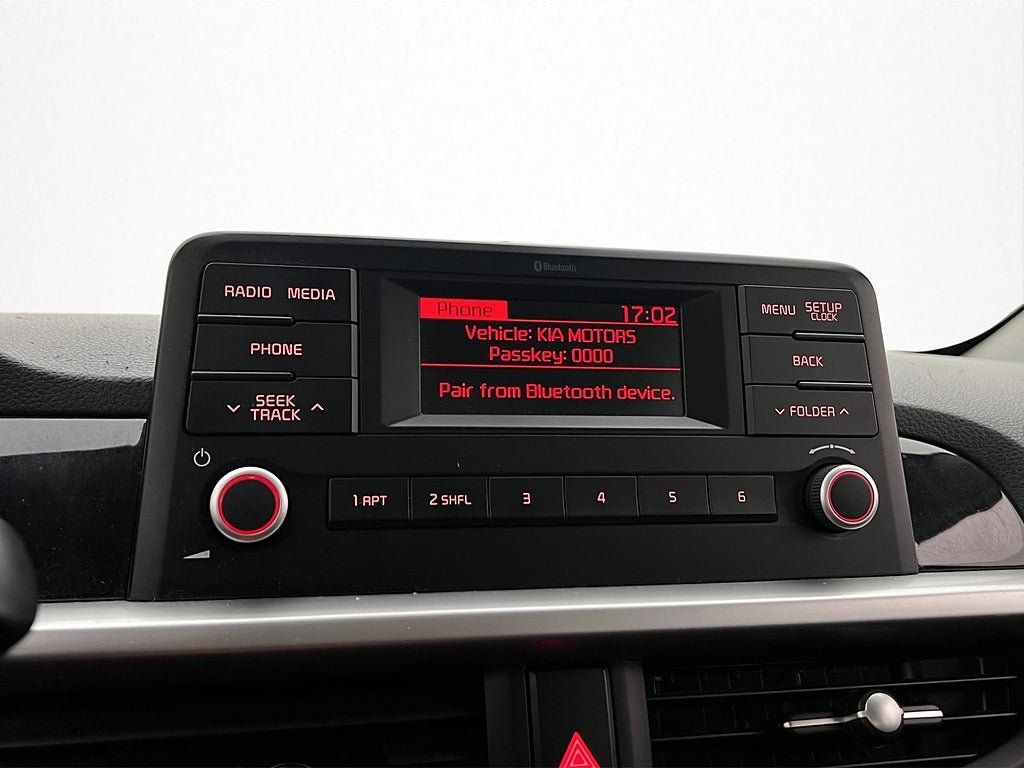 Bluetooth
RADIO MEDIA
PHONE
SEEK
TRACK
Phone 17:02
Vehicle: KIA MOTORS
Passkey: 0000
Pair from Bluetooth device.
MENU SETUP
CLOCK
BACK
FOLDER
1 RPT 2 SHFL 3 4 5 6